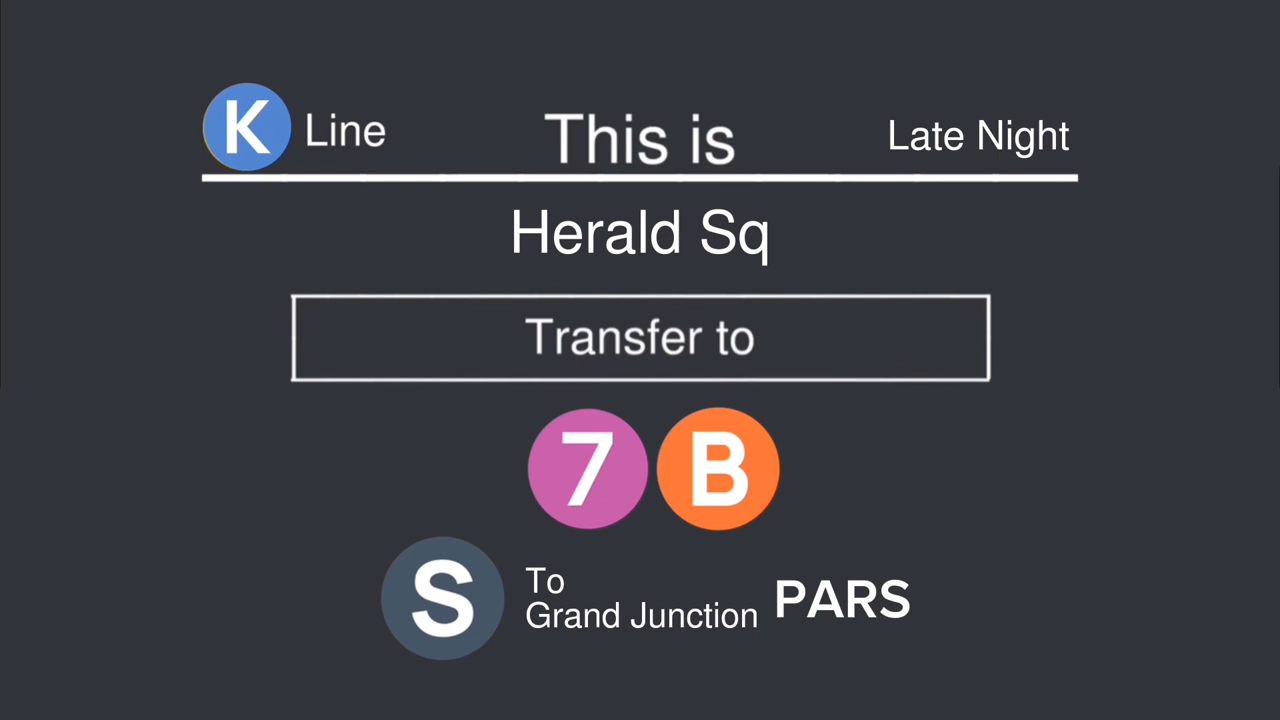 K Line This is Late Night
Herald Sq
Transfer to
7 B
S To
Grand Junction PARS